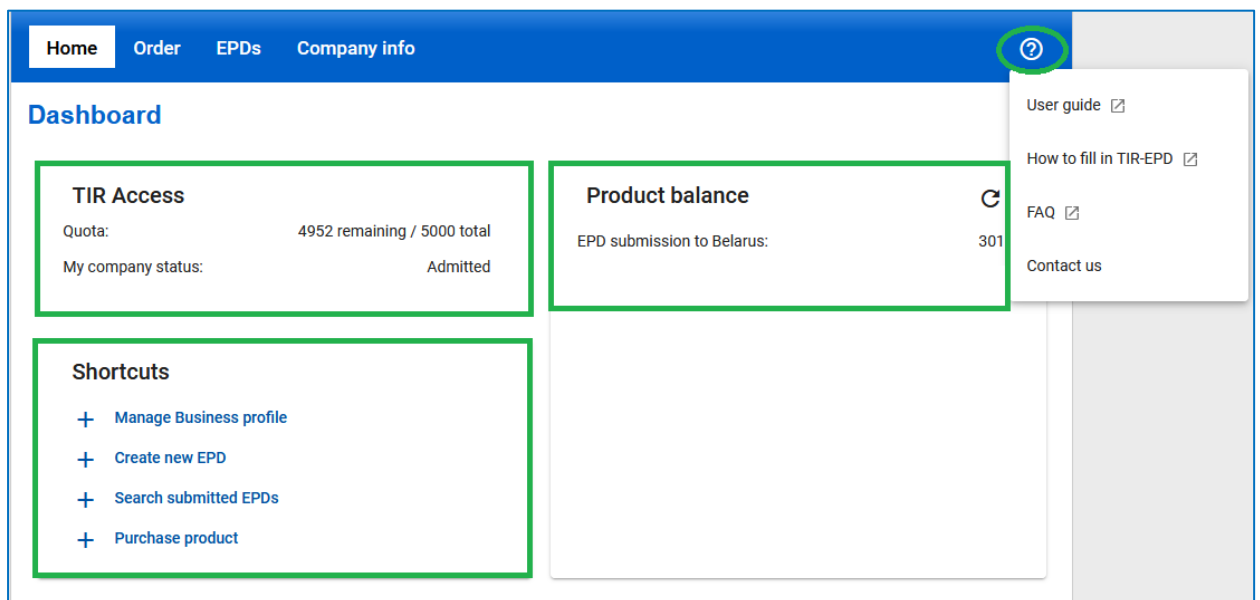 Home Order EPDs Company info
User guide
How to fill in TIR-EPD
FAQ
Contact us
Dashboard
TIR Access
Quota: 4952 remaining / 5000 total
My company status: Admitted
Product balance
EPD submission to Belarus: 301
Shortcuts
+ Manage Business profile
+ Create new EPD
+ Search submitted EPDs
+ Purchase product